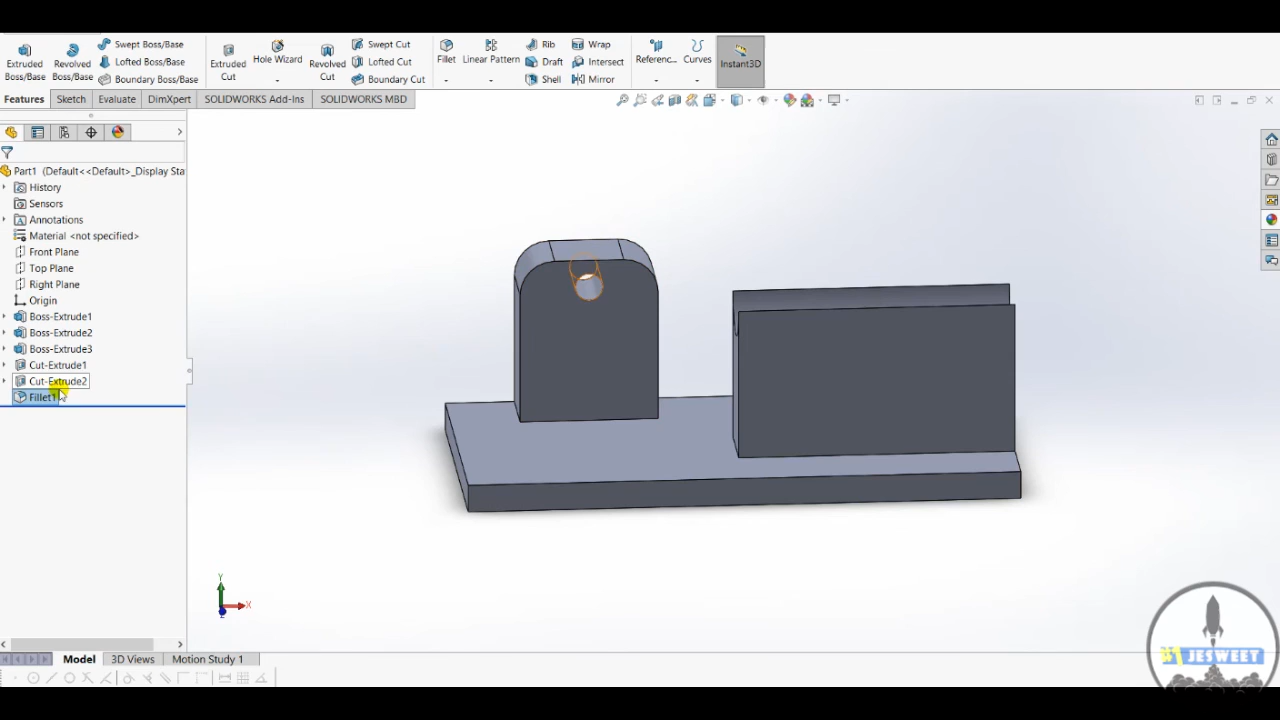 Extruded Boss/Base
Revolved Boss/Base
Swept Boss/Base
Lofted Boss/Base
Boundary Boss/Base
Extruded Cut
Hole Wizard
Revolved Cut
Swept Cut
Lofted Cut
Boundary Cut
Fillet
Linear Pattern
Rib
Draft
Shell
Wrap
Intersect
Mirror
Referenc...
Curves
Instant3D
Features Sketch Evaluate DimXpert SOLIDWORKS Add-Ins SOLIDWORKS MBD
Part1 (Default<<Default>_Display Sta
History
Sensors
Annotations
Material <not specified>
Front Plane
Top Plane
Right Plane
Origin
Boss-Extrude1
Boss-Extrude2
Boss-Extrude3
Cut-Extrude1
Cut-Extrude2
Fillet1
Y
X
Model 3D Views Motion Study 1
JESWEET